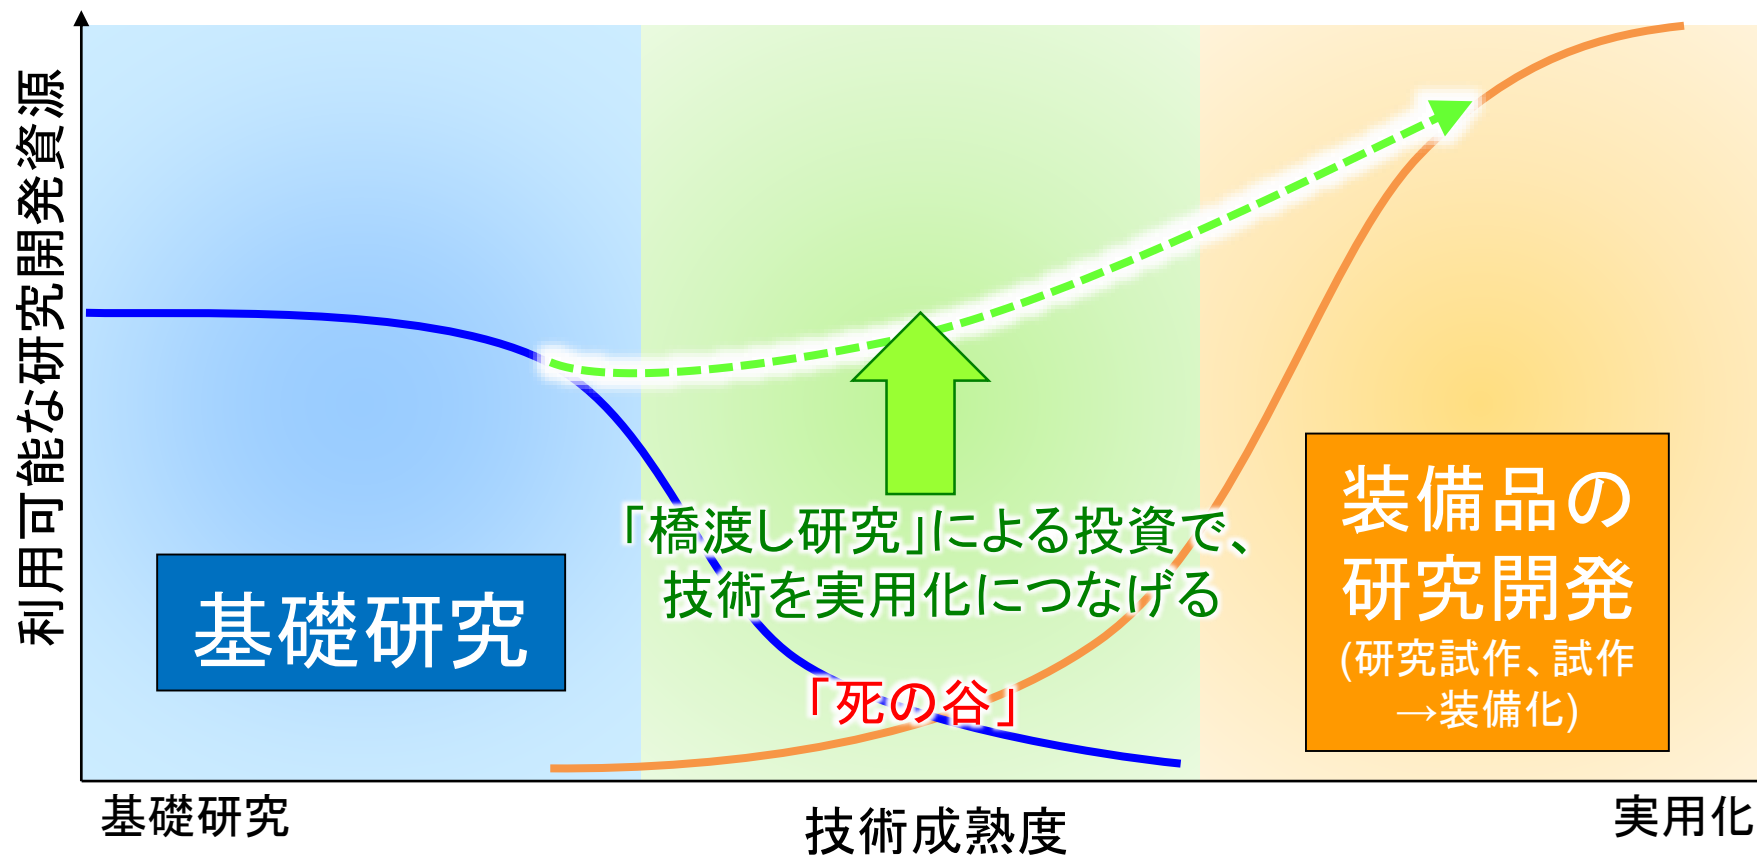 利用可能な研究開発資源
「橋渡し研究」による投資で、
技術を実用化につなげる
基礎研究
「死の谷」
装備品の
研究開発
(研究試作、試作
→装備化)
基礎研究
技術成熟度
実用化